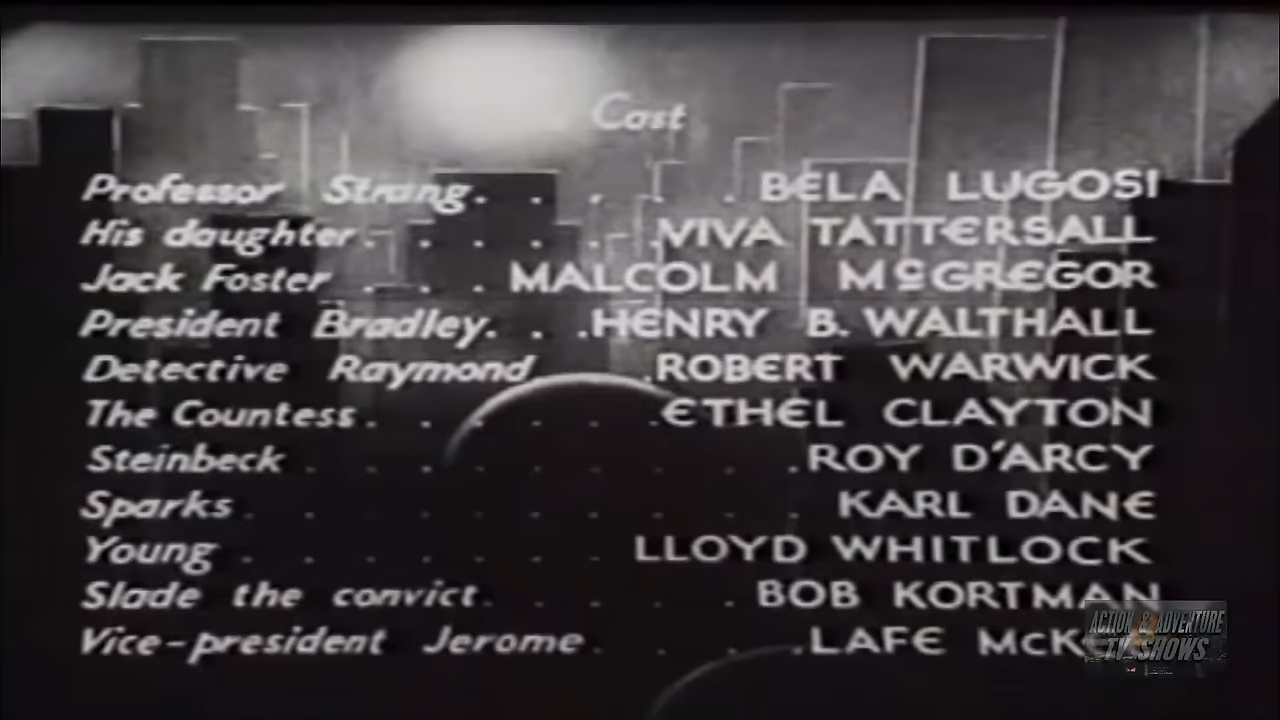 Cast
Professor Strang. . . . . .BELA LUGOSI
His daughter. . . . . . .VIVA TATTERSALL
Jack Foster . . . MALCOLM McGREGOR
President Bradley. . .HENRY B. WALTHALL
Detective Raymond .ROBERT WARWICK
The Countess. . . . . . .ETHEL CLAYTON
Steinbeck . . . . . . . . . .ROY D'ARCY
Sparks . . . . . . . . . . KARL DANE
Young . . . . . . . LLOYD WHITLOCK
Slade the convict. . . . . .BOB KORTMAN
Vice-president Jerome. . . . .LAFE
ACTION & ADVENTURE
TV SHOWS